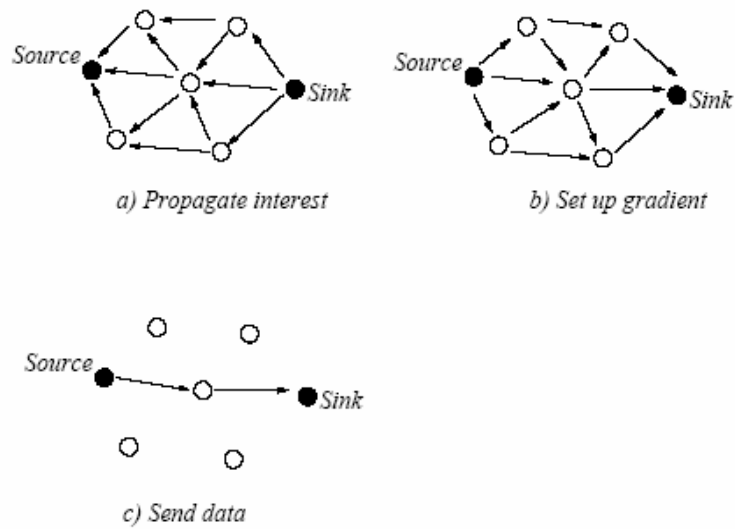 Source
Sink
a) Propagate interest
Source
Sink
b) Set up gradient
Source
Sink
c) Send data